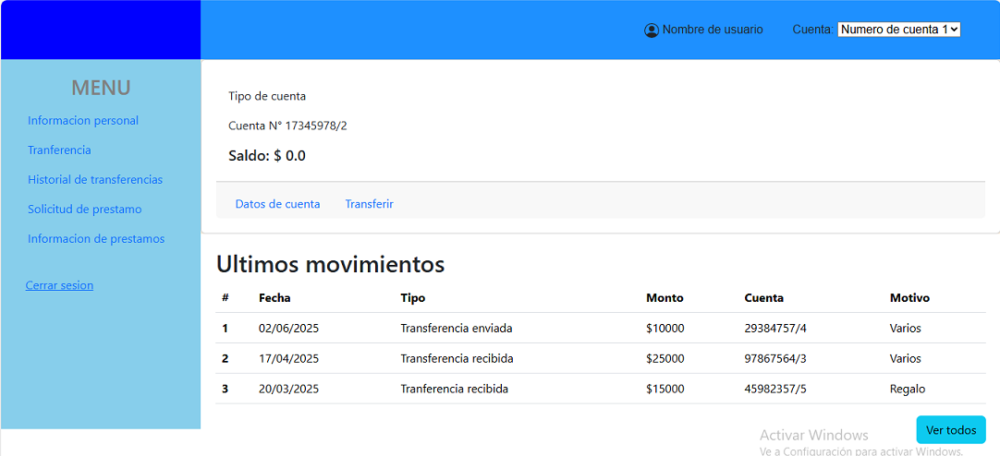 Nombre de usuario Cuenta: Numero de cuenta 1
MENU
Informacion personal
Tranferencia
Historial de transferencias
Solicitud de prestamo
Informacion de prestamos
Cerrar sesion
Tipo de cuenta
Cuenta N° 17345978/2
Saldo: $ 0.0
Datos de cuenta Transferir
Ultimos movimientos
# Fecha Tipo Monto Cuenta Motivo
1 02/06/2025 Transferencia enviada $10000 29384757/4 Varios
2 17/04/2025 Transferencia recibida $25000 97867564/3 Varios
3 20/03/2025 Tranferencia recibida $15000 45982357/5 Regalo
Ver todos
Activar Windows
Ve a Configuración para activar Windows.